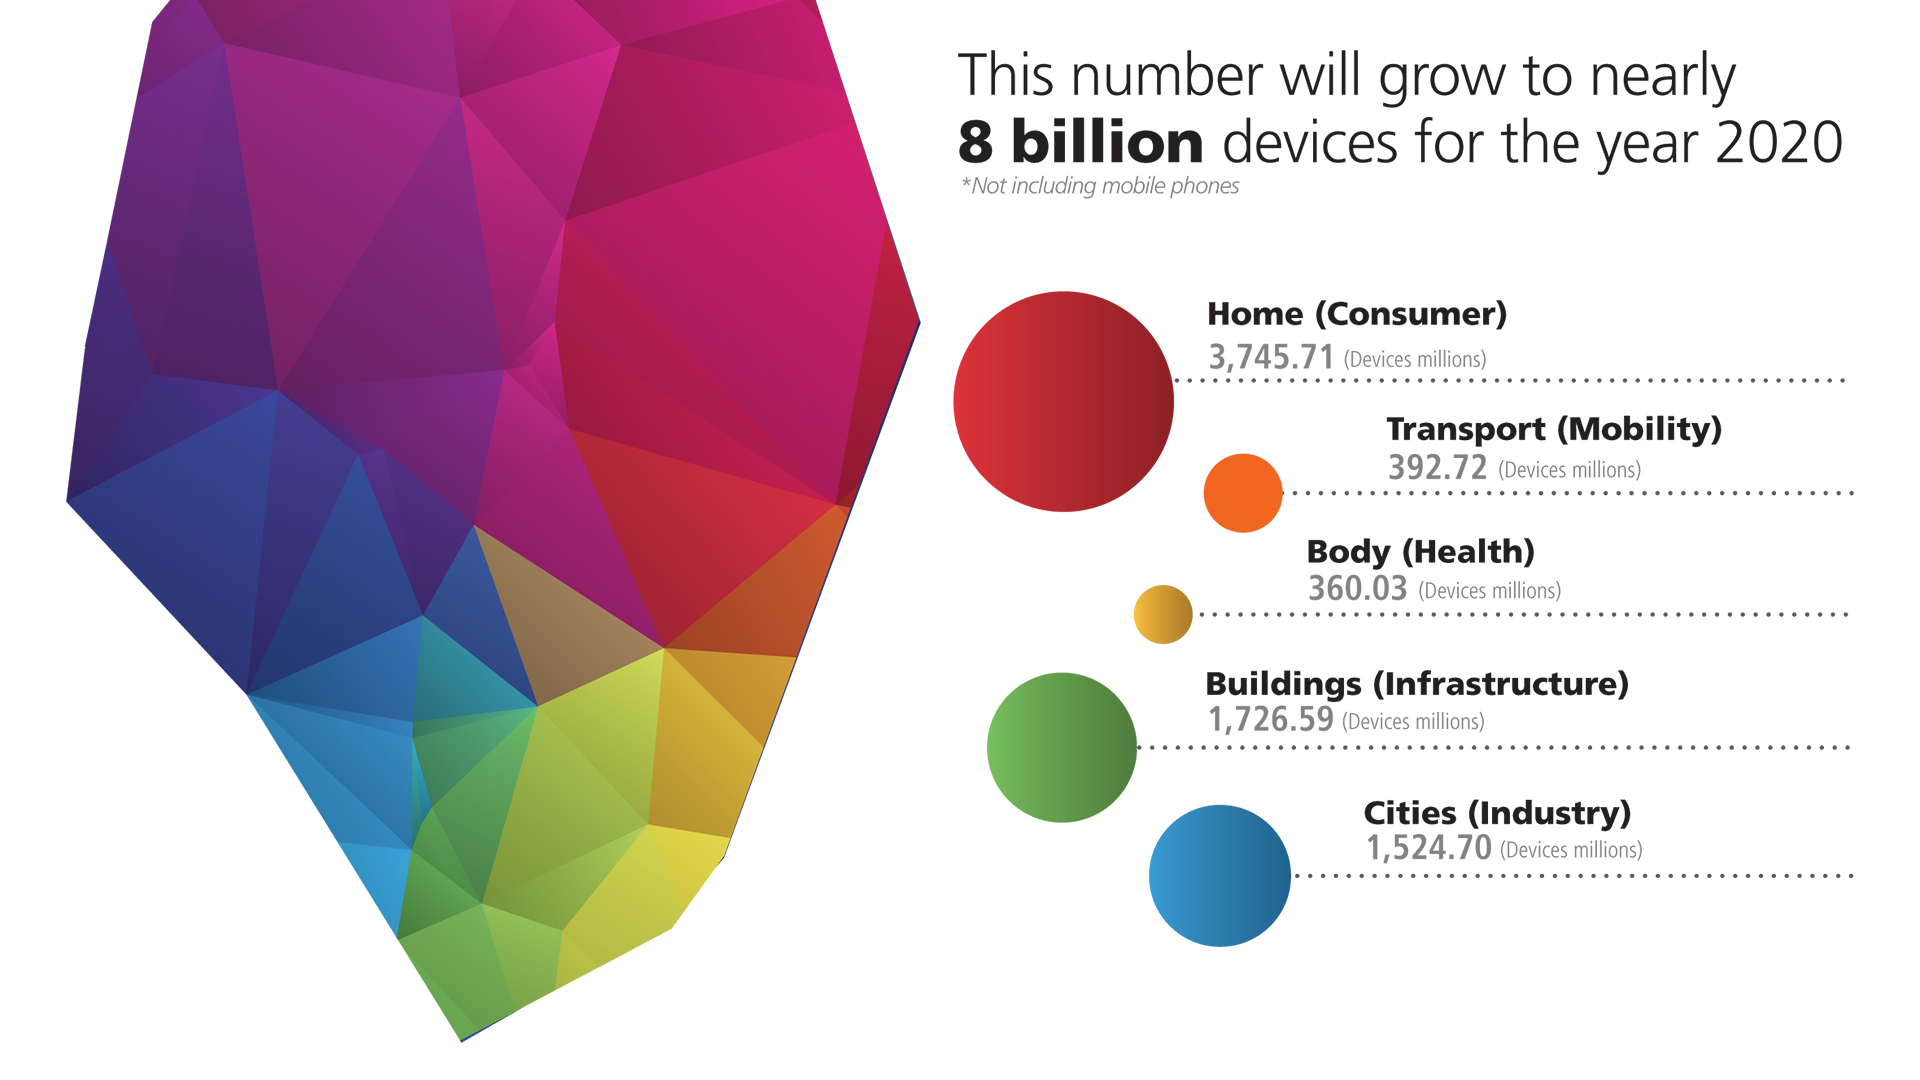 This number will grow to nearly
8 billion devices for the year 2020
*Not including mobile phones
Home (Consumer)
3,745.71 (Devices millions)
Transport (Mobility)
392.72 (Devices millions)
Body (Health)
360.03 (Devices millions)
Buildings (Infrastructure)
1,726.59 (Devices millions)
Cities (Industry)
1,524.70 (Devices millions)